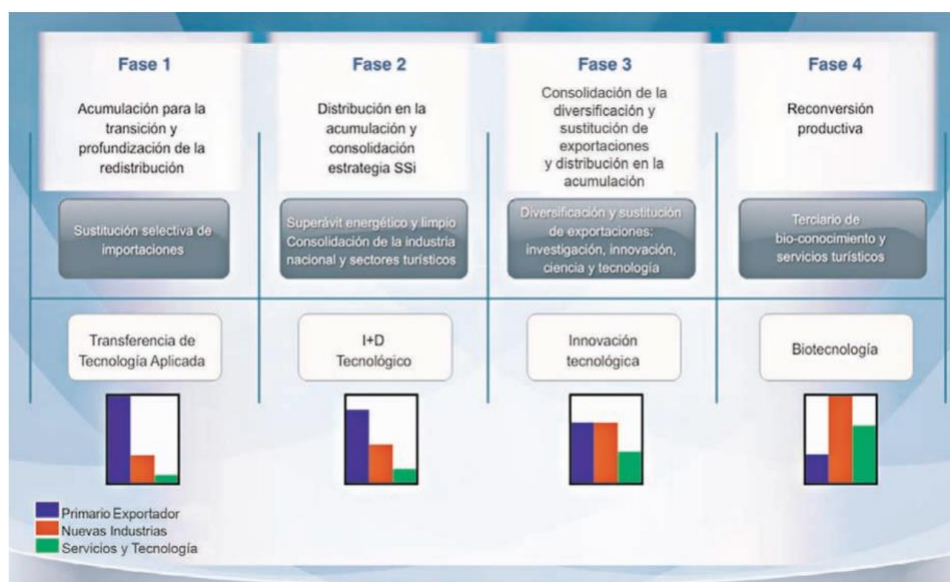 Fase 1
Acumulación para la
transición y
profundización de la
redistribución
Sustitución selectiva de
importaciones
Transferencia de
Tecnología Aplicada
Fase 2
Distribución en la
acumulación y
consolidación
estrategia SSi
Superávit energético y limpio
Consolidación de la industria
nacional y sectores turísticos
I+D
Tecnológico
Fase 3
Consolidación de la
diversificación y
sustitución de
exportaciones
y distribución en la
acumulación
Diversificación y sustitución
de exportaciones:
investigación, innovación,
ciencia y tecnología
Innovación
tecnológica
Fase 4
Reconversión
productiva
Terciario de
bio-conocimiento y
servicios turísticos
Biotecnología
Primario Exportador
Nuevas Industrias
Servicios y Tecnología